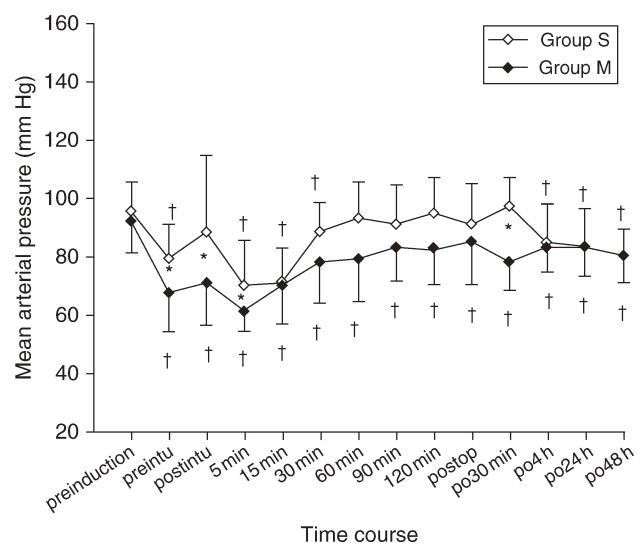 160
140
120
100
80
60
40
20
Mean arterial pressure (mm Hg)
Group S
Group M
† † † † † † †
* * * *
† † † † † † † † † † † † †
preinduction
preintu
postintu
5 min
15 min
30 min
60 min
90 min
120 min
postop
po30 min
po4 h
po24 h
po48 h
Time course